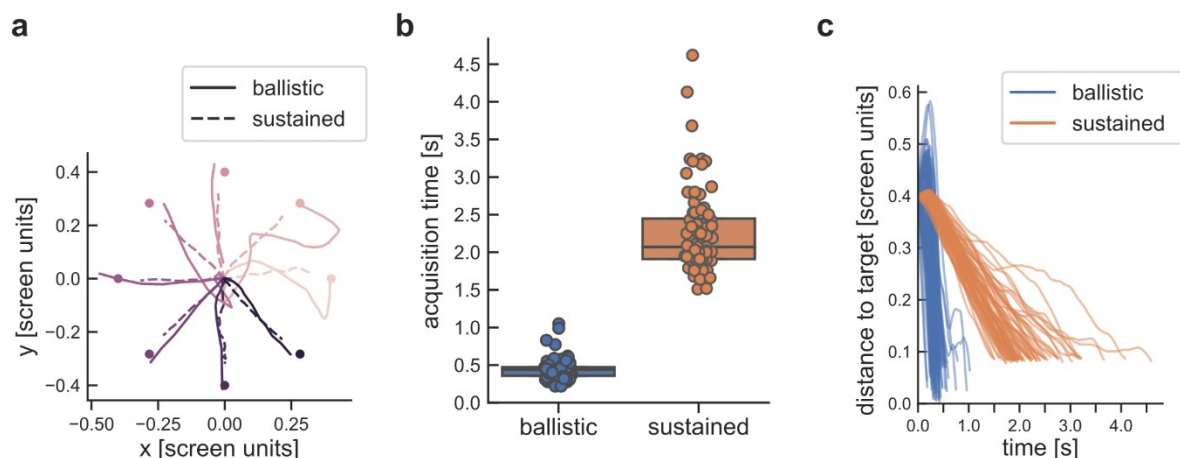 a
ballistic
sustained
y [screen units]
0.4
0.2
0.0
−0.2
−0.4
−0.50
−0.25
0.00
0.25
x [screen units]
b
acquisition time [s]
4.5
4.0
3.5
3.0
2.5
2.0
1.5
1.0
0.5
0.0
ballistic
sustained
c
ballistic
sustained
distance to target [screen units]
0.6
0.5
0.4
0.3
0.2
0.1
0.0
0.0
1.0
2.0
3.0
4.0
time [s]